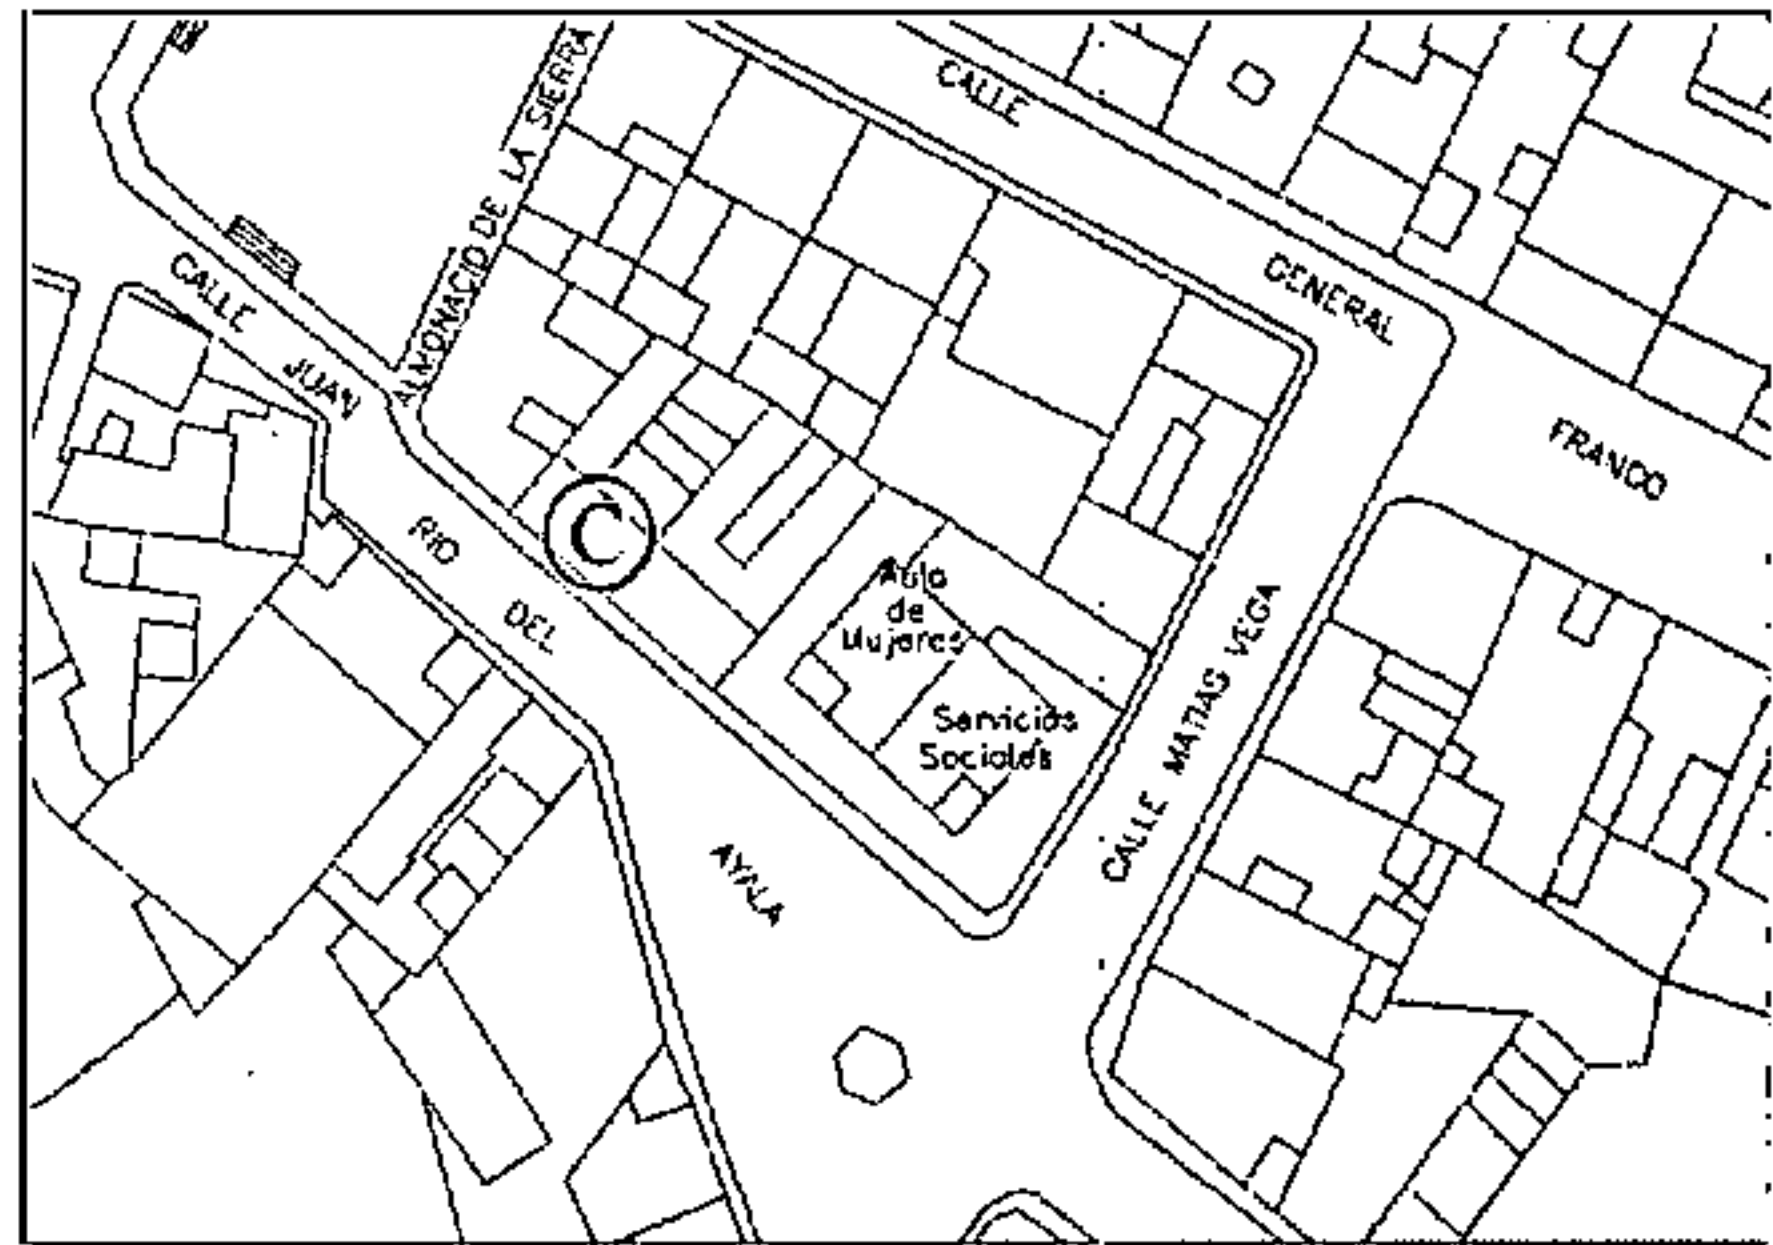 CALLE
GENERAL
FRANCO
ALMONACID DE LA SIERRA
CALLE
JUAN
RIO
DEL
AYALA
C
Aula
de
Mujeres
Servicios
Sociales
CALLE MATIAS VEGA